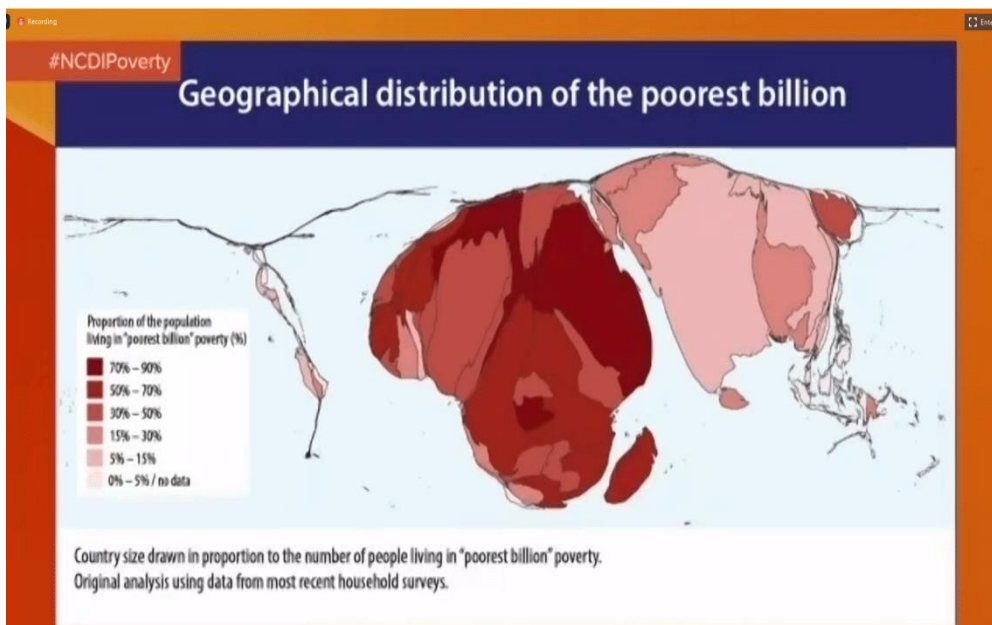 Recording
Ente
#NCDIPoverty
Geographical distribution of the poorest billion
Proportion of the population
living in "poorest billion" poverty (%)
70% – 90%
50% – 70%
30% – 50%
15% – 30%
5% – 15%
0% – 5% / no data
Country size drawn in proportion to the number of people living in "poorest billion" poverty.
Original analysis using data from most recent household surveys.